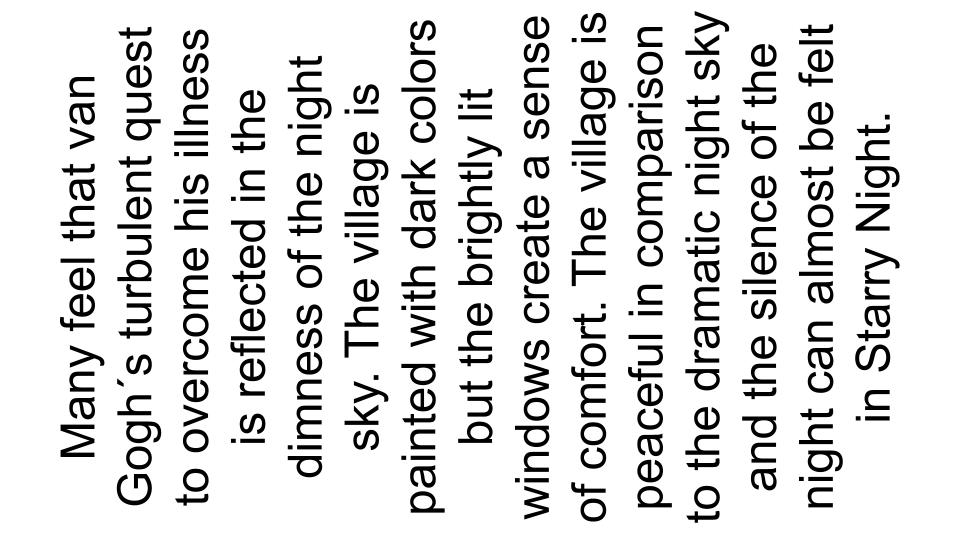 Many feel that van
Gogh´s turbulent quest
to overcome his illness
is reflected in the
dimness of the night
sky. The village is
painted with dark colors
but the brightly lit
windows create a sense
of comfort. The village is
peaceful in comparison
to the dramatic night sky
and the silence of the
night can almost be felt
in Starry Night.